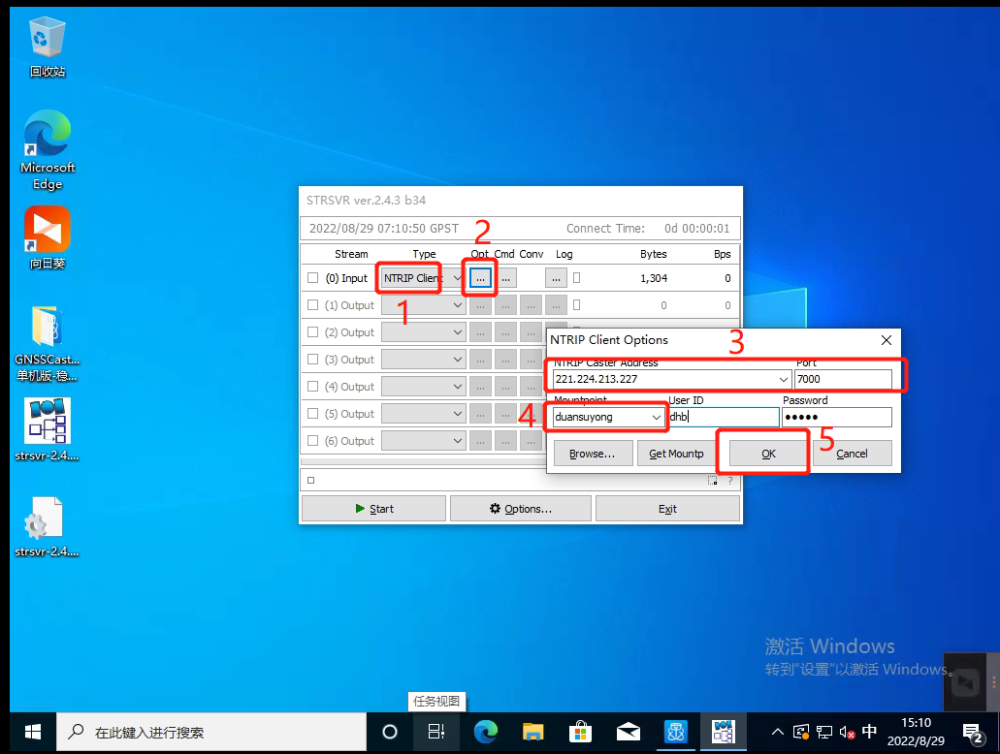 回收站
Microsoft
Edge
向日葵
GNSSCast...
单机版-稳...
strsvr-2.4....
strsvr-2.4....
STRSVR ver.2.4.3 b34
2022/08/29 07:10:50 GPST
Connect Time: 0d 00:00:01
2
Stream Type Opt Cmd Conv Log Bytes Bps
(0) Input NTRIP Client ... ... ... 1,304 0
1
(1) Output ... ... ... ... 0 0
(2) Output ... ... ... ...
(3) Output ... ... ...
(4) Output ... ... ...
(5) Output ... ... ...
(6) Output ... ... ...
?
Start Options... Exit
NTRIP Client Options
3
NTRIP Caster Address Port
221.224.213.227 7000
Mountpoint User ID Password
4
duansuyong dhb ●●●●●
5
Browse... Get Mountp OK Cancel
激活 Windows
转到"设置"以激活 Windows。
任务视图
在此键入进行搜索
中
15:10
2022/8/29
2